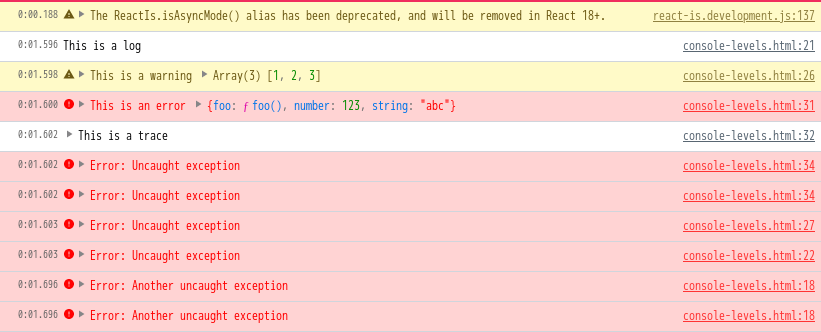 0:00.188 The ReactIs.isAsyncMode() alias has been deprecated, and will be removed in React 18+. react-is.development.js:137
0:01.596 This is a log console-levels.html:21
0:01.598 This is a warning Array(3) [1, 2, 3] console-levels.html:26
0:01.600 This is an error {foo: ƒ foo(), number: 123, string: "abc"} console-levels.html:31
0:01.602 This is a trace console-levels.html:32
0:01.602 Error: Uncaught exception console-levels.html:34
0:01.602 Error: Uncaught exception console-levels.html:34
0:01.603 Error: Uncaught exception console-levels.html:27
0:01.603 Error: Uncaught exception console-levels.html:22
0:01.696 Error: Another uncaught exception console-levels.html:18
0:01.696 Error: Another uncaught exception console-levels.html:18